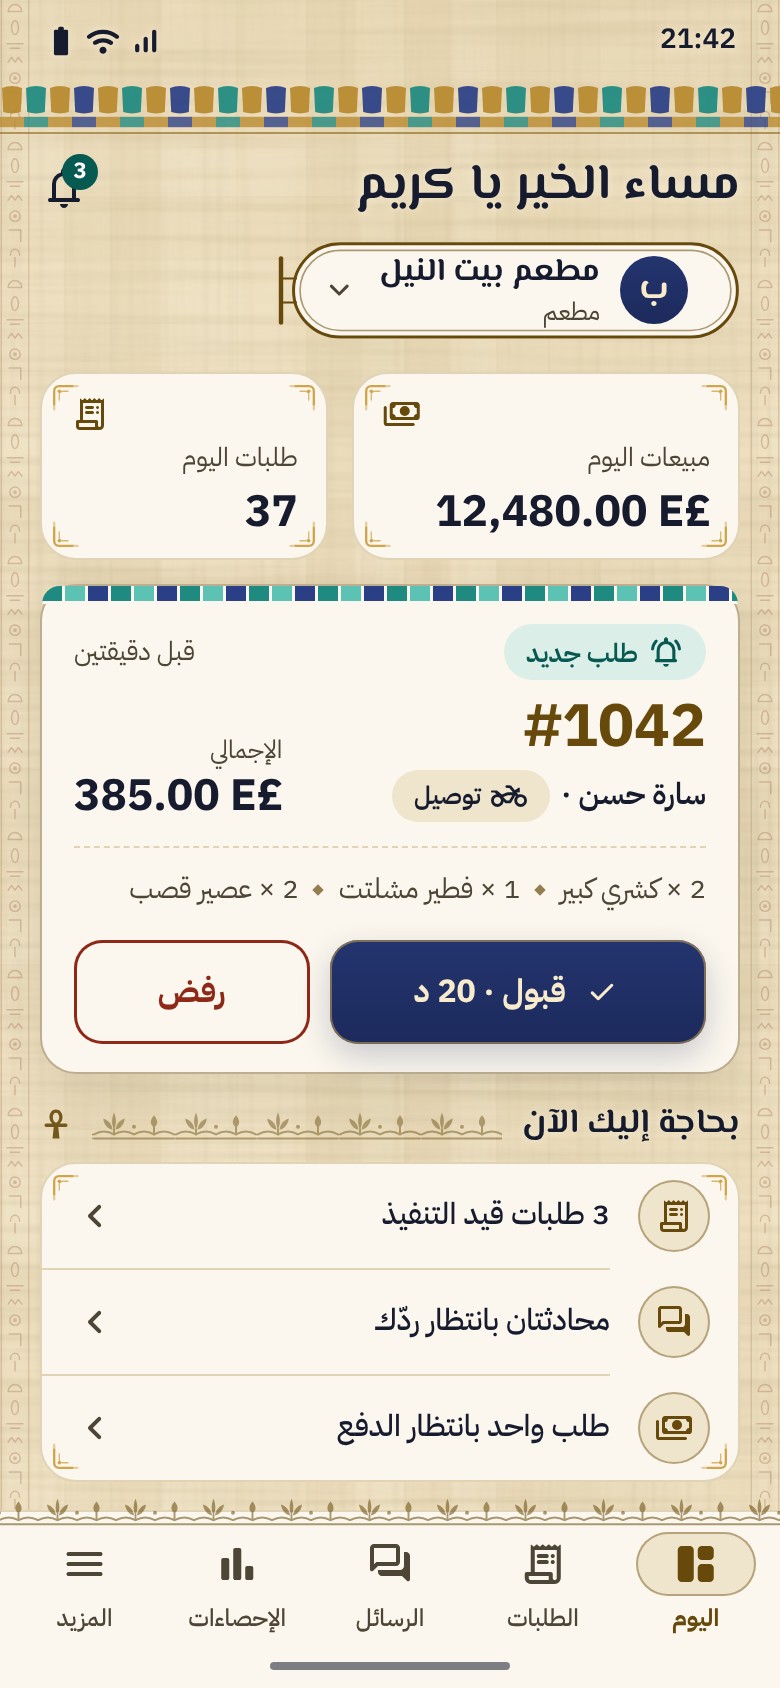 21:42
3
مساء الخير يا كريم
ب
مطعم بيت النيل
مطعم
مبيعات اليوم
12,480.00 E£
طلبات اليوم
37
طلب جديد
قبل دقيقتين
#1042
الإجمالي
سارة حسن · توصيل
385.00 E£
2 × كشري كبير ◆ 1 × فطير مشلتت ◆ 2 × عصير قصب
قبول · 20 د
رفض
بحاجة إليك الآن
3 طلبات قيد التنفيذ
محادثتان بانتظار ردّك
طلب واحد بانتظار الدفع
اليوم
الطلبات
الرسائل
الإحصاءات
المزيد